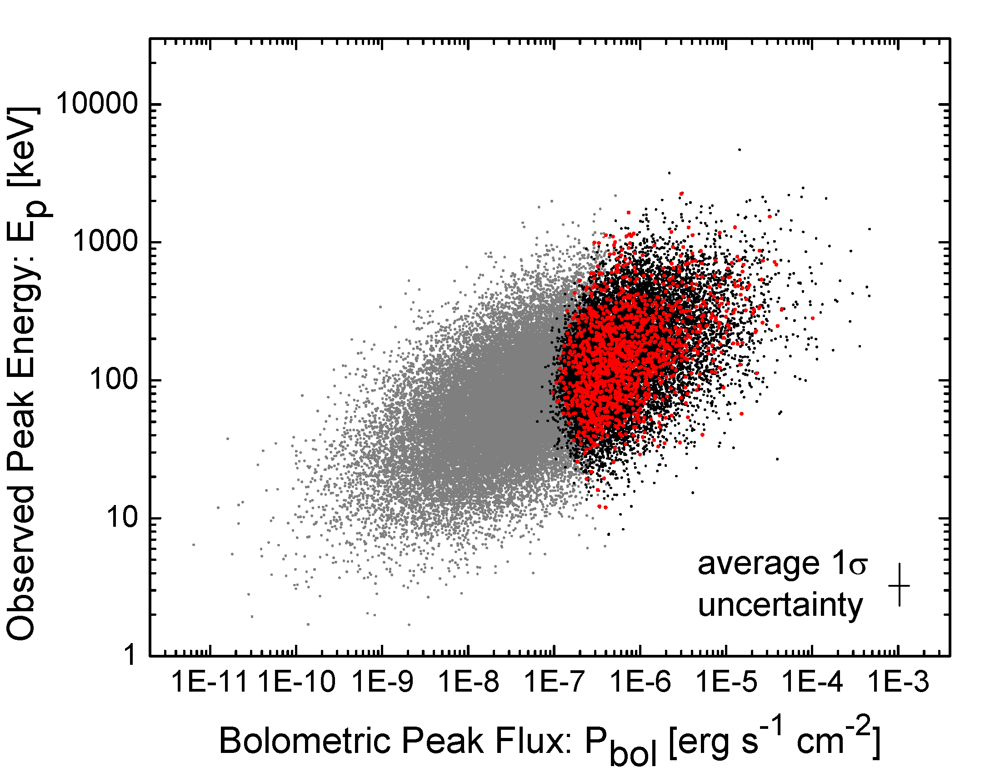 Observed Peak Energy: Ep [keV]
10000
1000
100
10
1
average 1σ
uncertainty
1E-11 1E-10 1E-9 1E-8 1E-7 1E-6 1E-5 1E-4 1E-3
Bolometric Peak Flux: Pbol [erg s-1 cm-2]